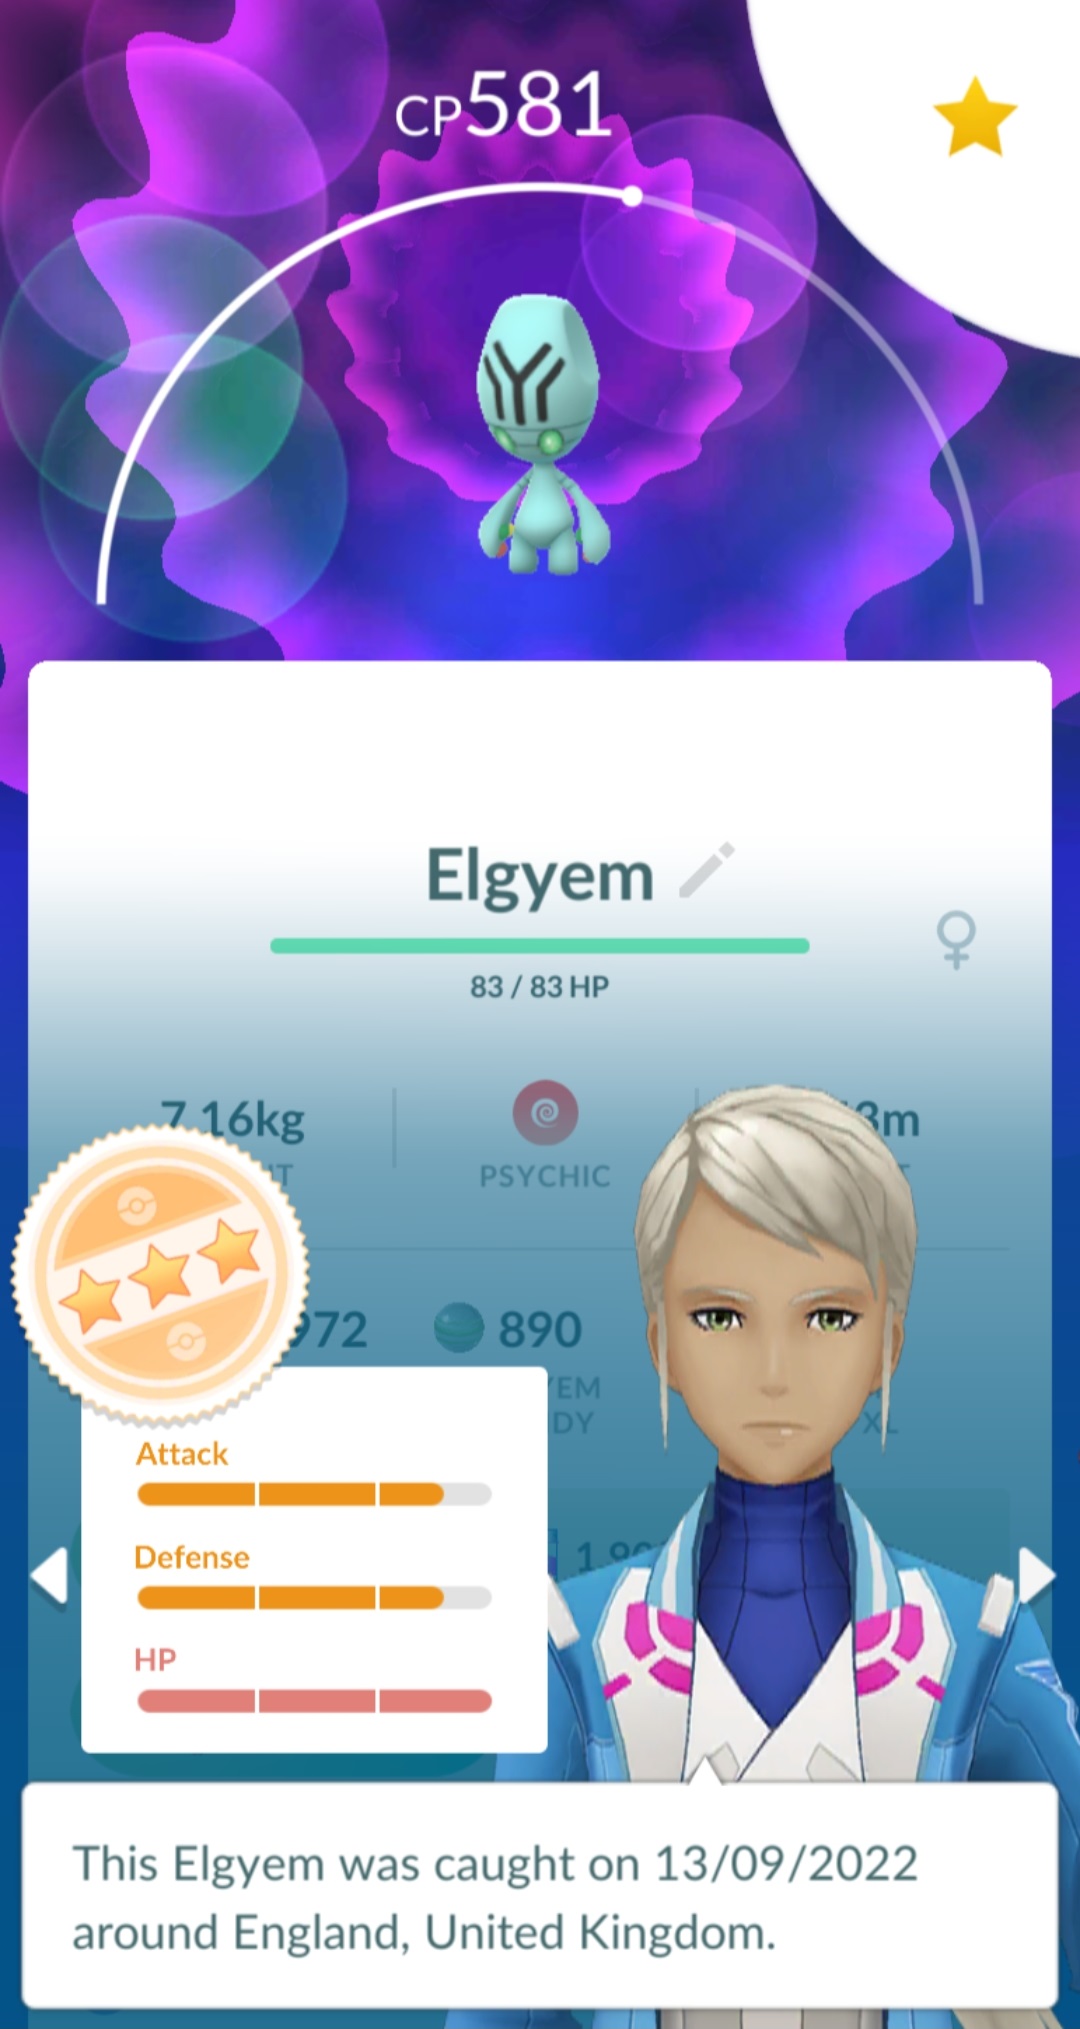 CP581
Elgyem
83 / 83 HP
7.16kg
PSYCHIC
890
Attack
Defense
HP
This Elgyem was caught on 13/09/2022
around England, United Kingdom.